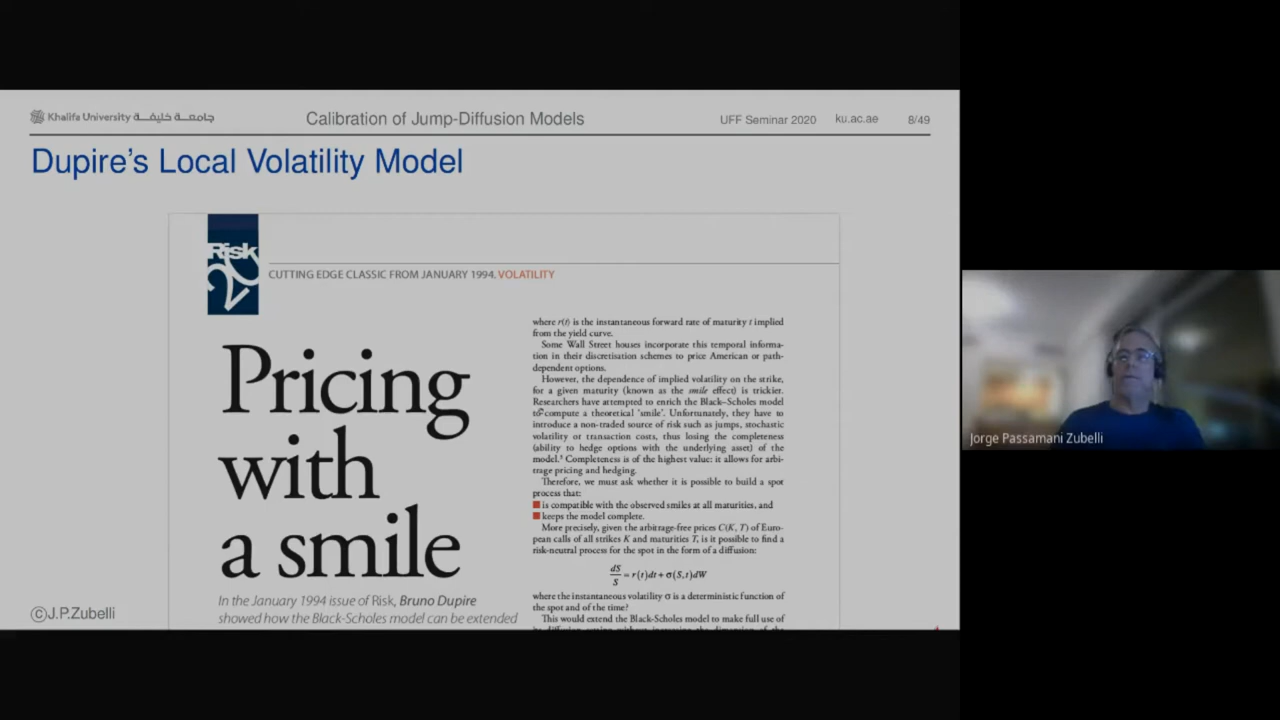 Khalifa University جامعة خليفة
Calibration of Jump-Diffusion Models
UFF Seminar 2020
ku.ac.ae
8/49
Dupire's Local Volatility Model
Risk
20
CUTTING EDGE CLASSIC FROM JANUARY 1994. VOLATILITY
Pricing
with
a smile
In the January 1994 issue of Risk, Bruno Dupire
showed how the Black-Scholes model can be extended
where r(t) is the instantaneous forward rate of maturity t implied
from the yield curve.
Some Wall Street houses incorporate this temporal informa-
tion in their discretisation schemes to price American or path-
dependent options.
However, the dependence of implied volatility on the strike,
for a given maturity (known as the smile effect) is trickier.
Researchers have attempted to enrich the Black–Scholes model
to compute a theoretical 'smile'. Unfortunately, they have to
introduce a non-traded source of risk such as jumps, stochastic
volatility or transaction costs, thus losing the completeness
(ability to hedge options with the underlying asset) of the
model.³ Completeness is of the highest value: it allows for arbi-
trage pricing and hedging.
Therefore, we must ask whether it is possible to build a spot
process that:
■ is compatible with the observed smiles at all maturities, and
■ keeps the model complete.
More precisely, given the arbitrage-free prices C(K, T) of Euro-
pean calls of all strikes K and maturities T, is it possible to find a
risk-neutral process for the spot in the form of a diffusion:
dS/S = r(t)dt + σ(S,t)dW
where the instantaneous volatility σ is a deterministic function of
the spot and of the time?
This would extend the Black-Scholes model to make full use of
©J.P.Zubelli
Jorge Passamani Zubelli